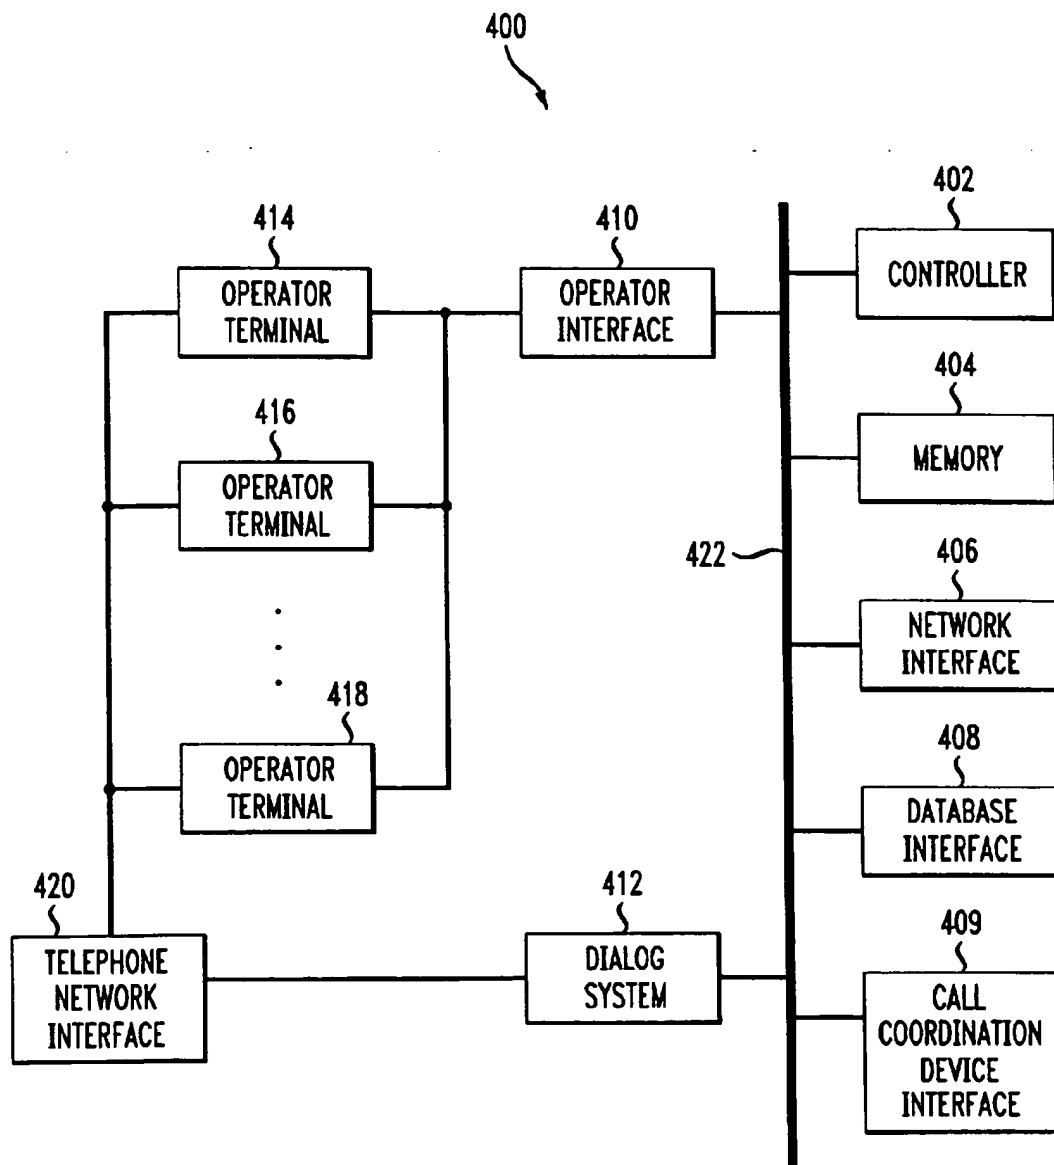 400
402
CONTROLLER
414
OPERATOR
TERMINAL
410
OPERATOR
INTERFACE
404
MEMORY
416
OPERATOR
TERMINAL
422
406
NETWORK
INTERFACE
418
OPERATOR
TERMINAL
408
DATABASE
INTERFACE
420
TELEPHONE
NETWORK
INTERFACE
412
DIALOG
SYSTEM
409
CALL
COORDINATION
DEVICE
INTERFACE